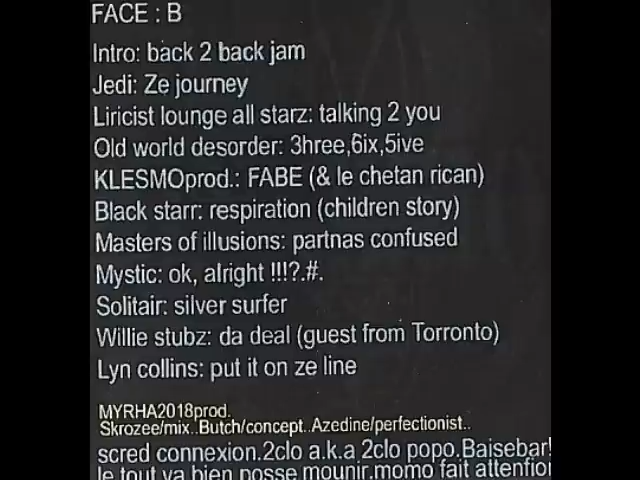 FACE : B
Intro: back 2 back jam
Jedi: Ze journey
Liricist lounge all starz: talking 2 you
Old world desorder: 3hree,6ix,5ive
KLESMOprod.: FABE (& le chetan rican)
Black starr: respiration (children story)
Masters of illusions: partnas confused
Mystic: ok, alright !!!?.#.
Solitair: silver surfer
Willie stubz: da deal (guest from Torronto)
Lyn collins: put it on ze line
MYRHA2018prod.
Skrozee/mix..Butch/concept..Azedine/perfectionist..
scred connexion.2clo a.k.a 2clo popo.Baisebar!
le tout va bien posse mounir.momo fait